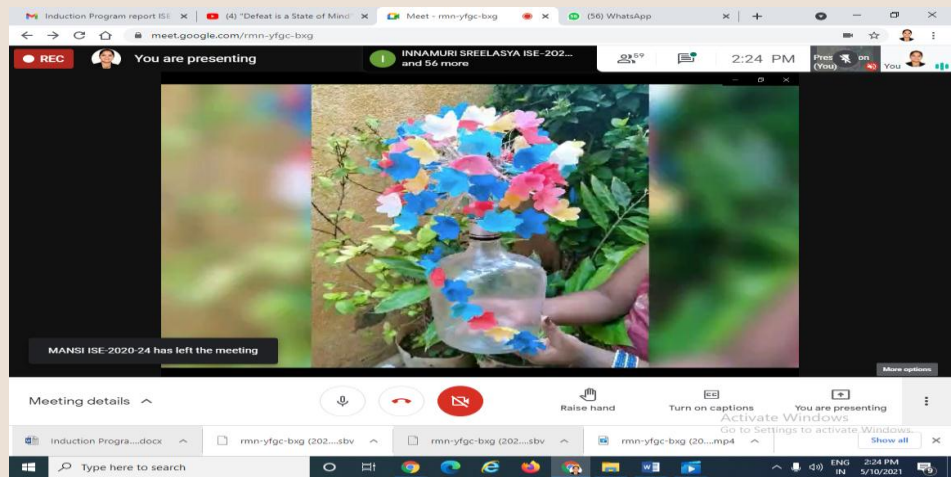 Induction Program report ISE
(4) "Defeat is a State of Mind"
Meet - rmn-yfgc-bxg
(56) WhatsApp
meet.google.com/rmn-yfgc-bxg
REC
You are presenting
I
INNAMURI SREELASYA ISE-202...
and 56 more
59
2:24 PM
(You)
You
MANSI ISE-2020-24 has left the meeting
More options
Meeting details
Raise hand
Turn on captions
You are presenting
Activate Windows
Go to Settings to activate Windows.
Induction Progra....docx
rmn-yfgc-bxg (202....sbv
rmn-yfgc-bxg (202....sbv
rmn-yfgc-bxg (20....mp4
Show all
Type here to search
ENG
IN
2:24 PM
5/10/2021